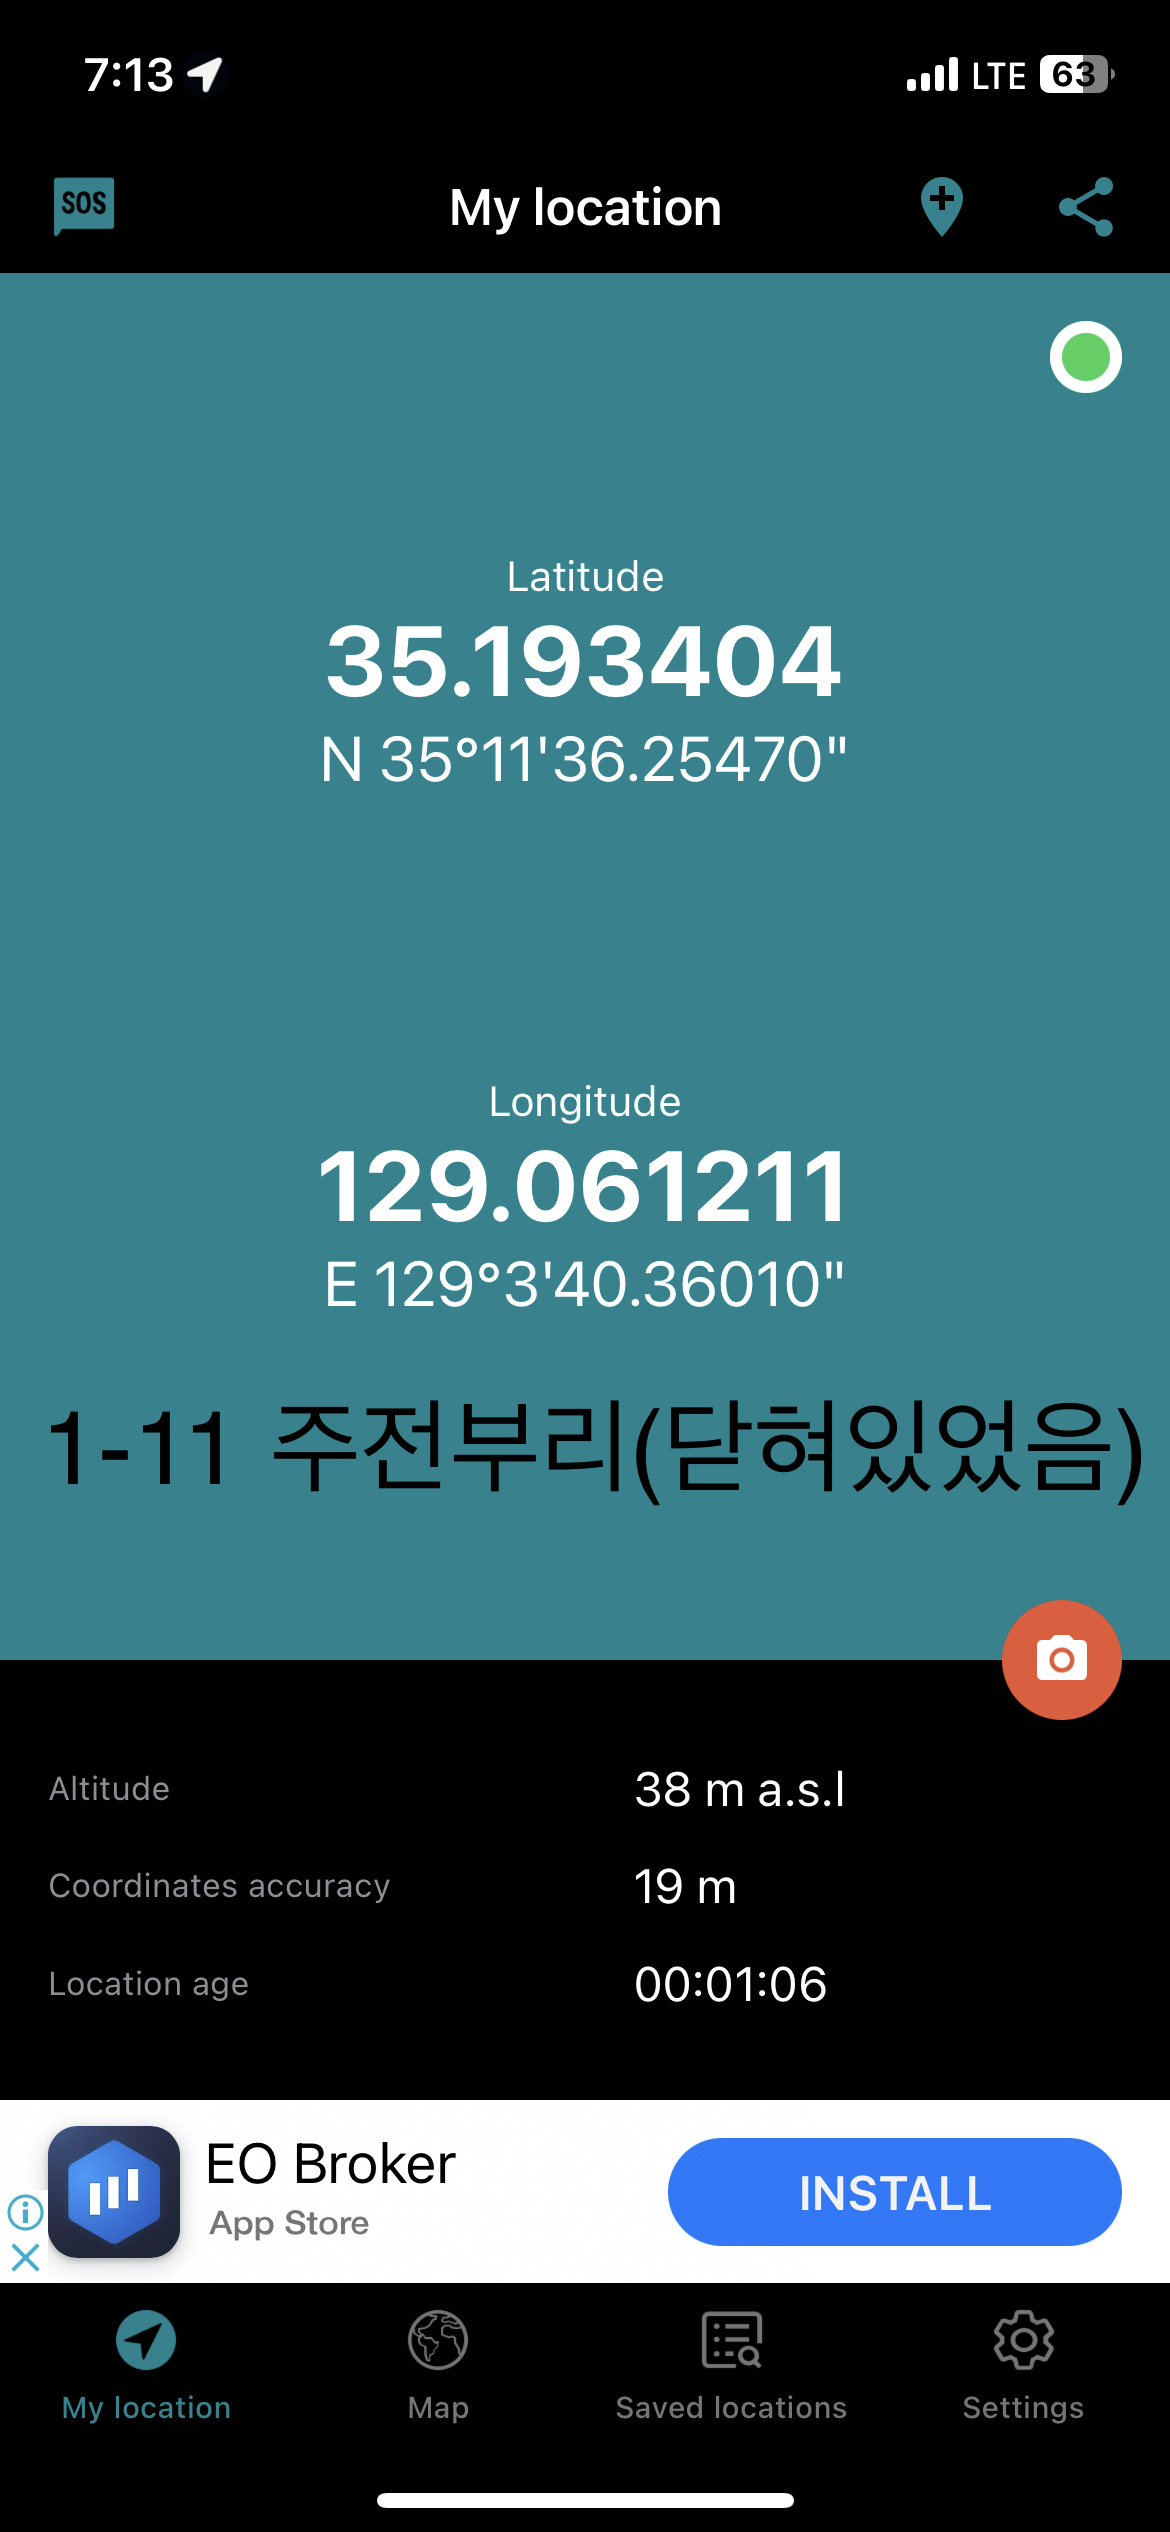 7:13
LTE 63
SOS
My location
Latitude
35.193404
N 35°11'36.25470"
Longitude
129.061211
E 129°3'40.36010"
1-11 주전부리(닫혀있었음)
Altitude 38 m a.s.l
Coordinates accuracy 19 m
Location age 00:01:06
EO Broker
App Store
INSTALL
My location
Map
Saved locations
Settings